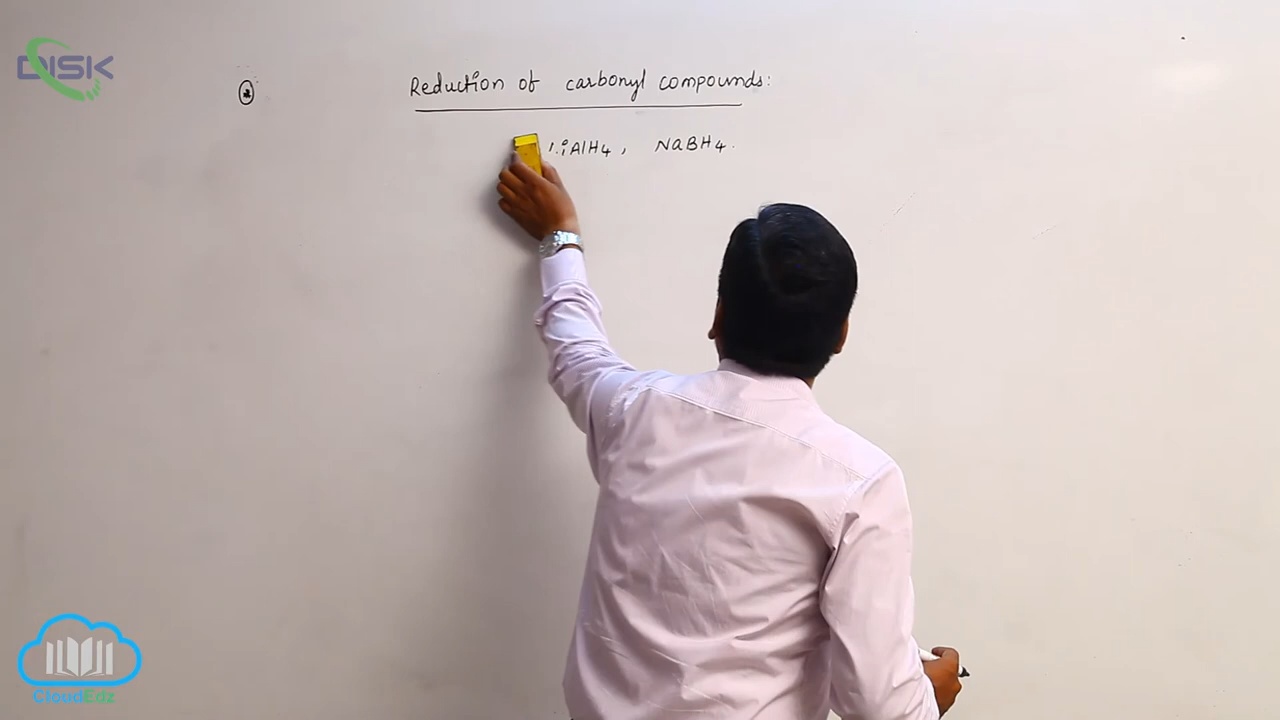 DISK
Reduction of carbonyl compounds:
LiAlH4, NaBH4.
CloudEdz